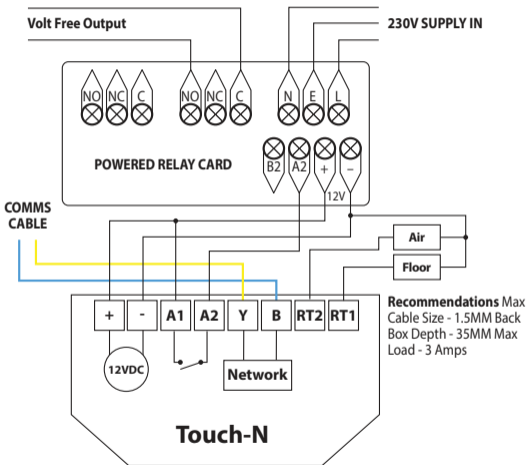 Volt Free Output
230V SUPPLY IN
NO NC C NO NC C N E L
POWERED RELAY CARD
B2 A2 + –
12V
COMMS
CABLE
Air
Floor
Recommendations Max
Cable Size - 1.5MM Back
Box Depth - 35MM Max
Load - 3 Amps
+ - A1 A2 Y B RT2 RT1
12VDC
Network
Touch-N